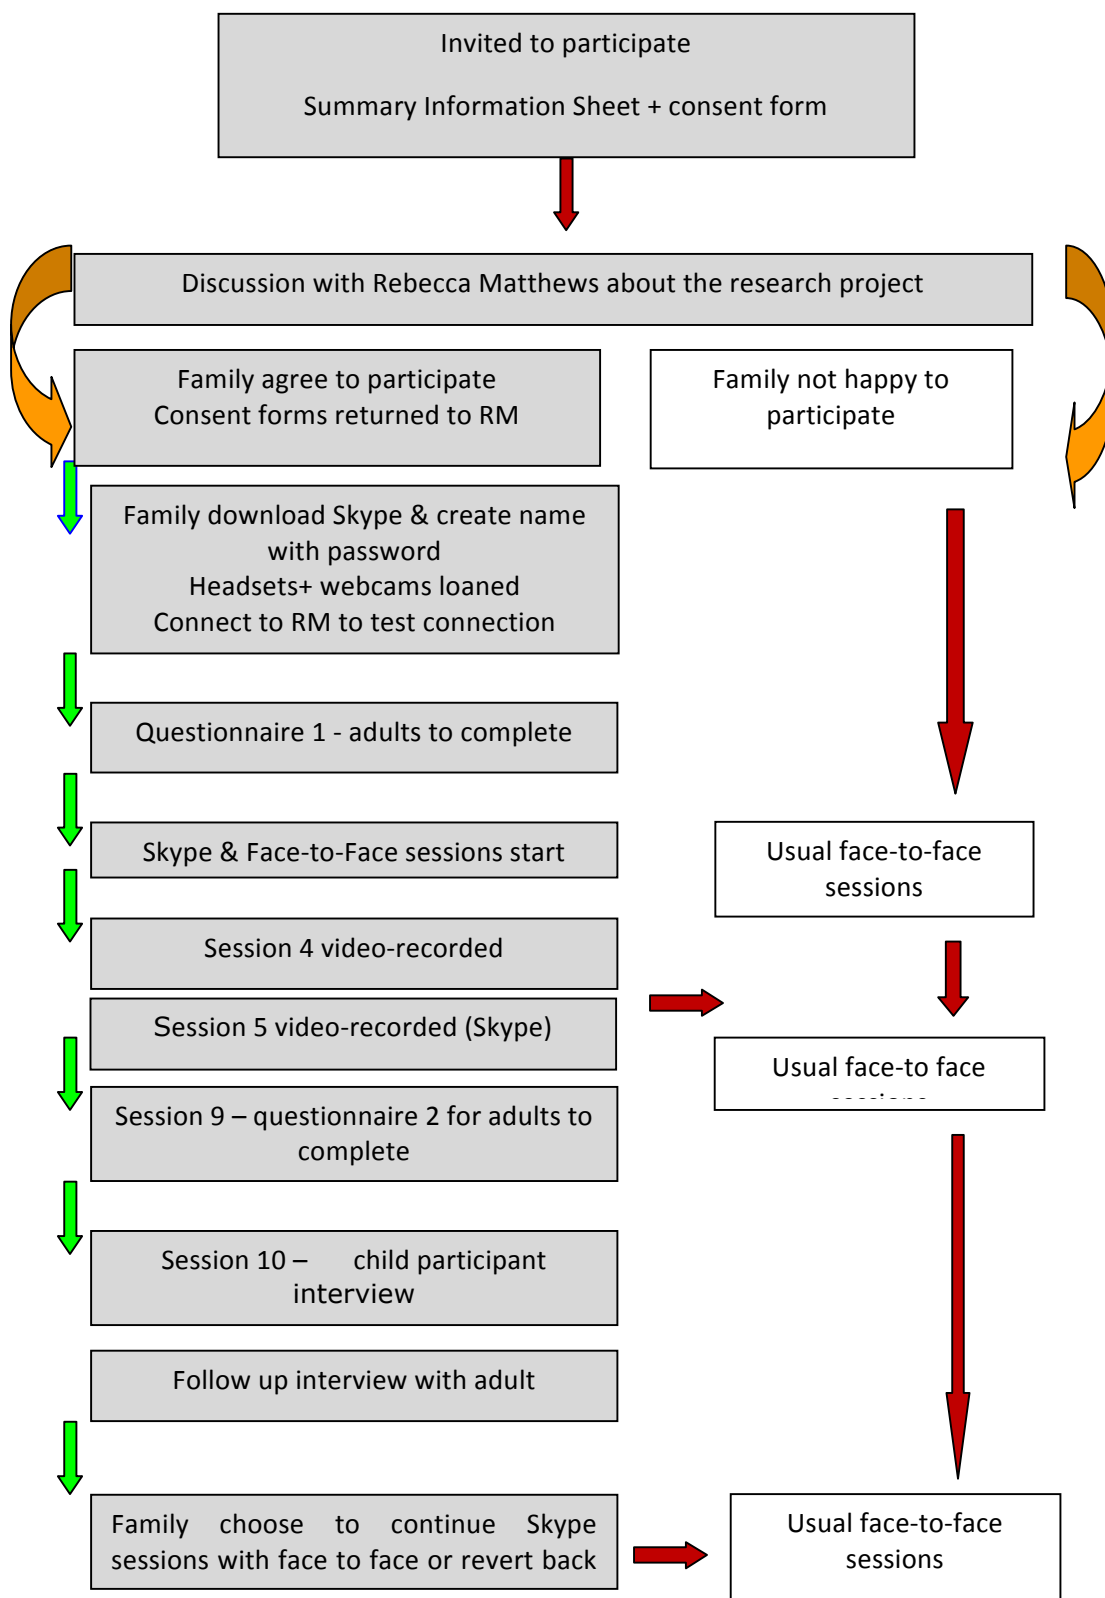 Invited to participate
Summary Information Sheet + consent form
Discussion with Rebecca Matthews about the research project
Family agree to participate
Consent forms returned to RM
Family not happy to
participate
Family download Skype & create name
with password
Headsets+ webcams loaned
Connect to RM to test connection
Questionnaire 1 - adults to complete
Skype & Face-to-Face sessions start
Usual face-to-face
sessions
Session 4 video-recorded
Session 5 video-recorded (Skype)
Usual face-to face
Session 9 – questionnaire 2 for adults to
complete
Session 10 – child participant
interview
Follow up interview with adult
Family choose to continue Skype
sessions with face to face or revert back
Usual face-to-face
sessions